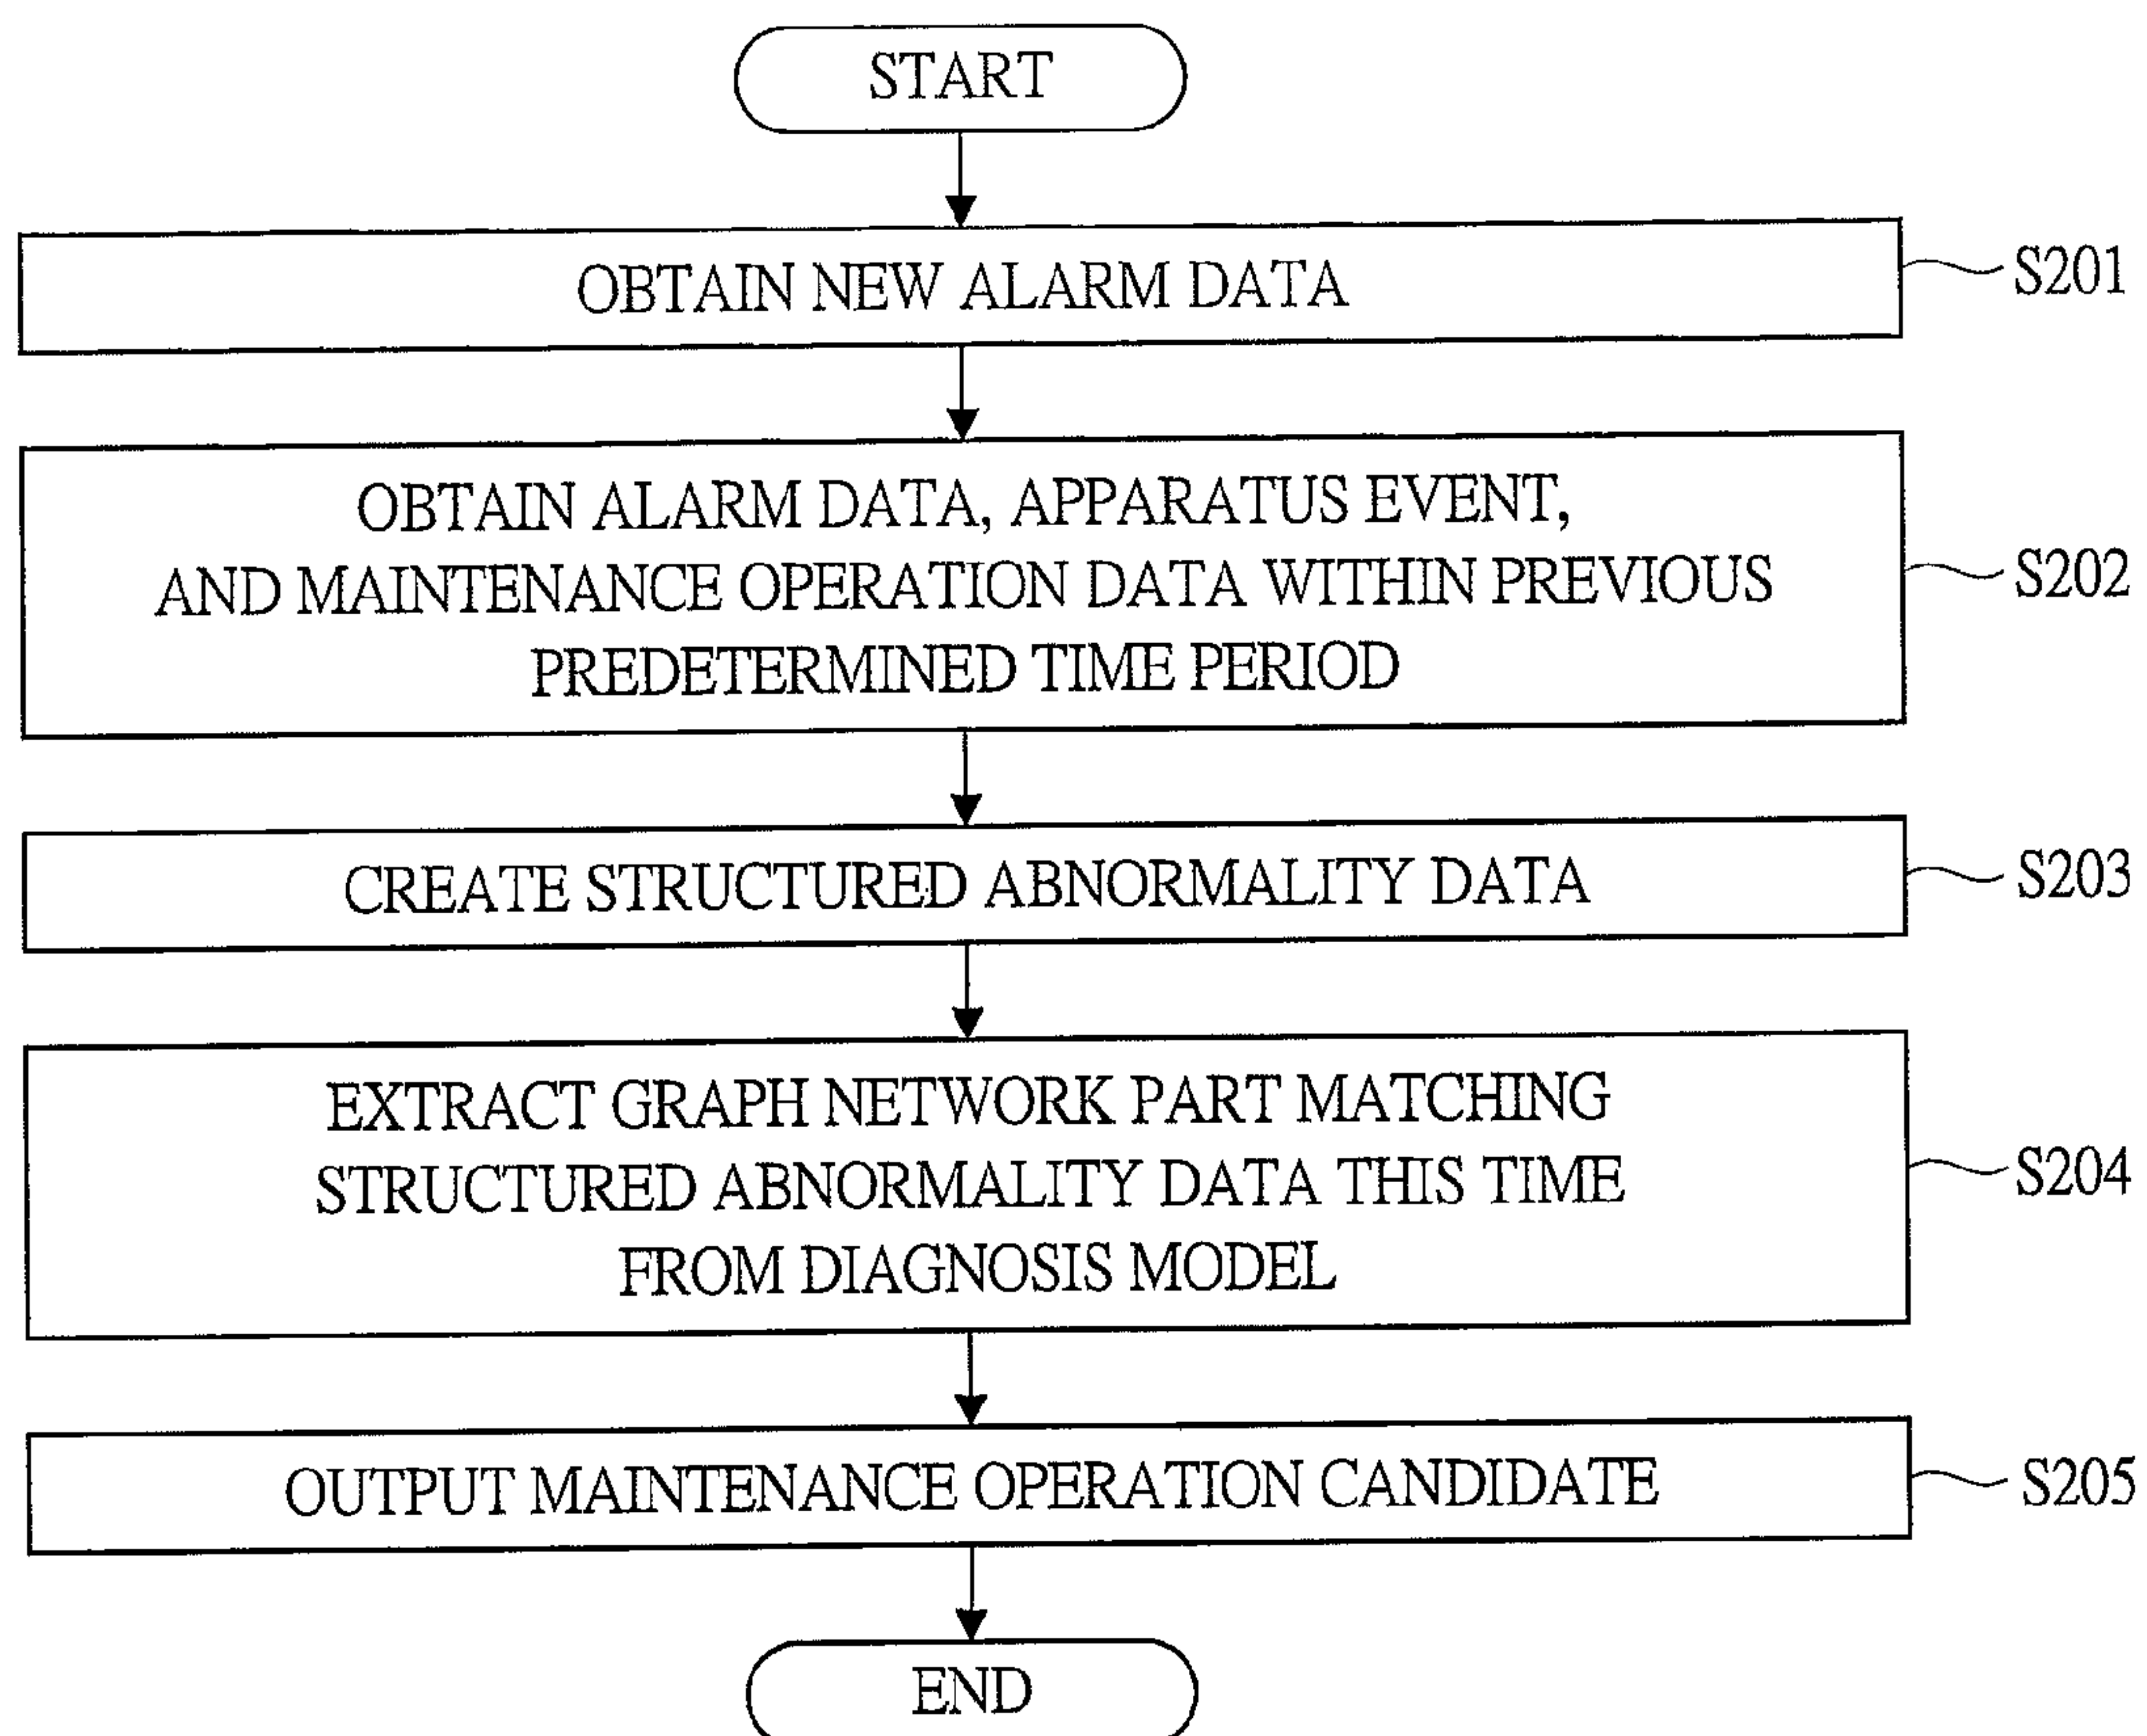 START
OBTAIN NEW ALARM DATA
S201
OBTAIN ALARM DATA, APPARATUS EVENT,
AND MAINTENANCE OPERATION DATA WITHIN PREVIOUS
PREDETERMINED TIME PERIOD
S202
CREATE STRUCTURED ABNORMALITY DATA
S203
EXTRACT GRAPH NETWORK PART MATCHING
STRUCTURED ABNORMALITY DATA THIS TIME
FROM DIAGNOSIS MODEL
S204
OUTPUT MAINTENANCE OPERATION CANDIDATE
S205
END